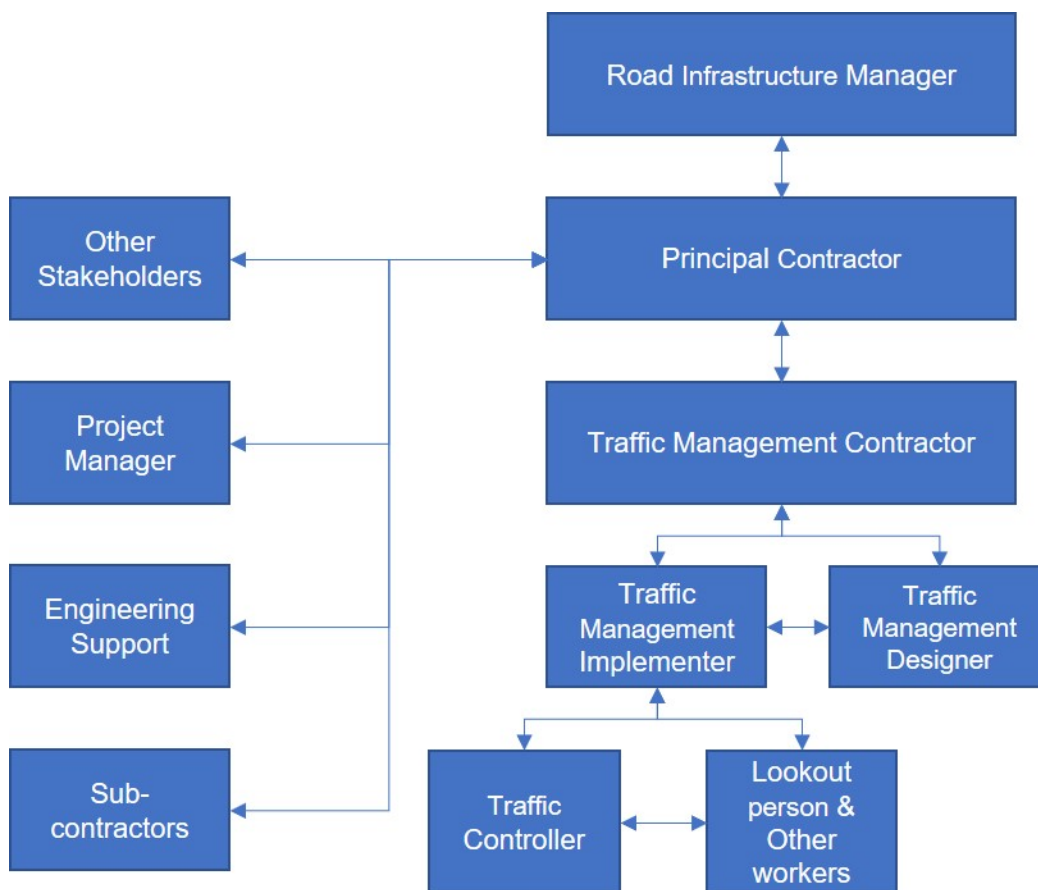 Road Infrastructure Manager
Other
Stakeholders
Principal Contractor
Project
Manager
Traffic Management Contractor
Engineering
Support
Traffic
Management
Implementer
Traffic
Management
Designer
Sub-
contractors
Traffic
Controller
Lookout
person &
Other
workers